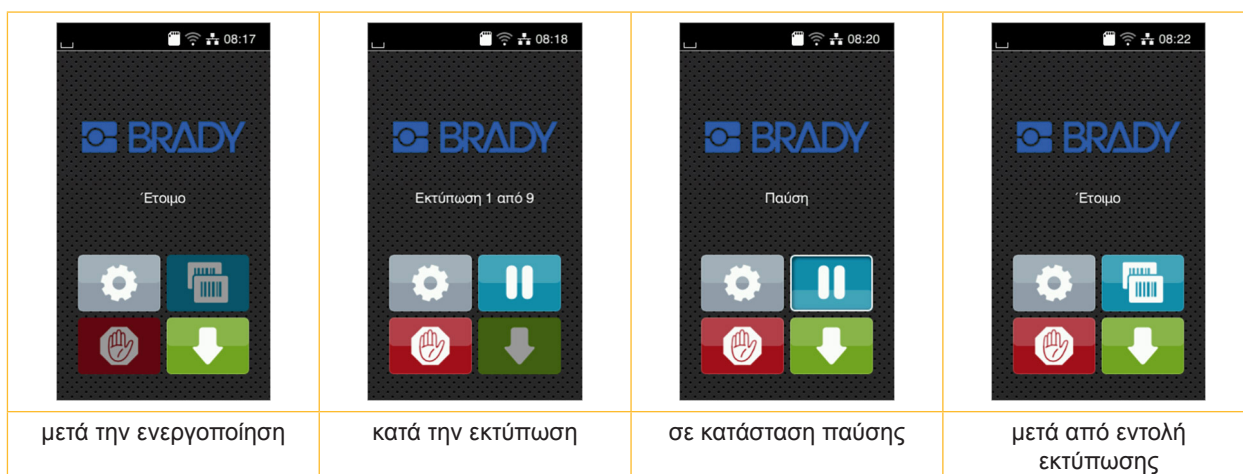 08:17
BRADY
Έτοιμο
μετά την ενεργοποίηση
08:18
BRADY
Εκτύπωση 1 από 9
κατά την εκτύπωση
08:20
BRADY
Παύση
σε κατάσταση παύσης
08:22
BRADY
Έτοιμο
μετά από εντολή
εκτύπωσης